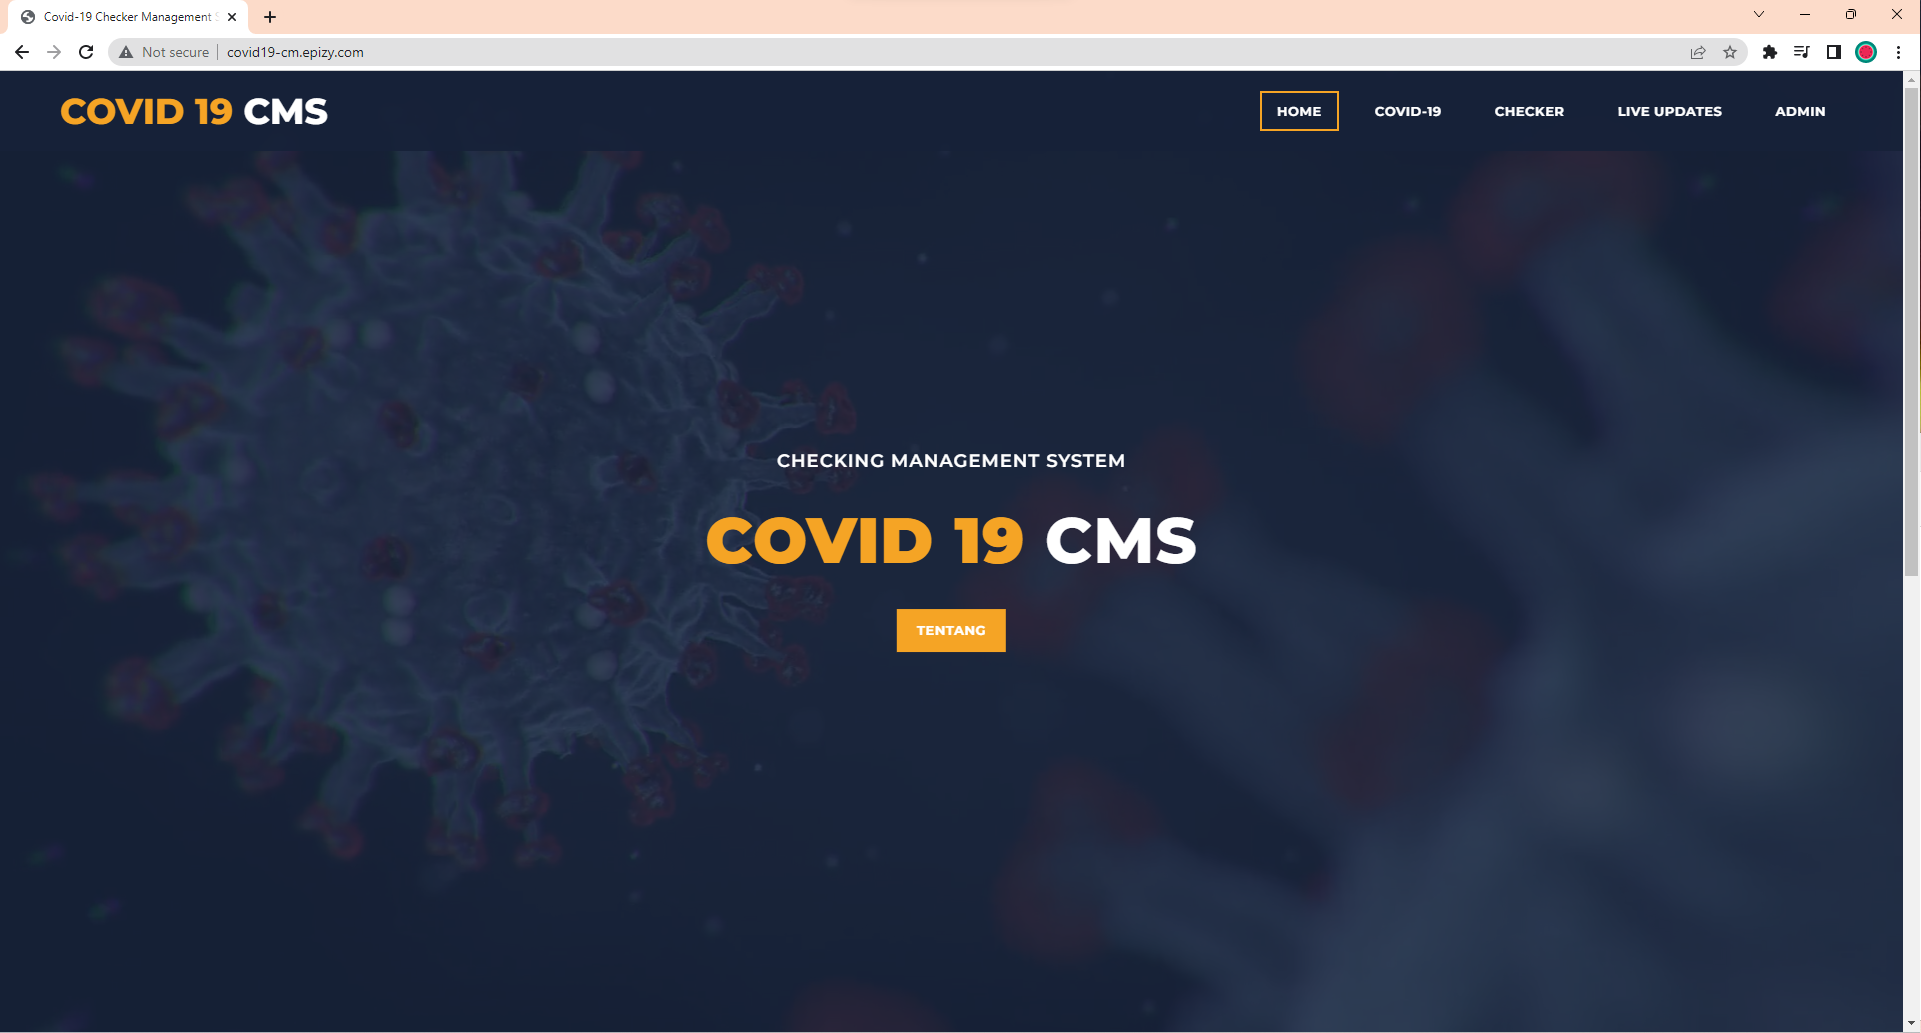 Covid-19 Checker Management
Not secure
covid19-cm.epizy.com
COVID 19 CMS
HOME
COVID-19
CHECKER
LIVE UPDATES
ADMIN
CHECKING MANAGEMENT SYSTEM
COVID 19 CMS
TENTANG